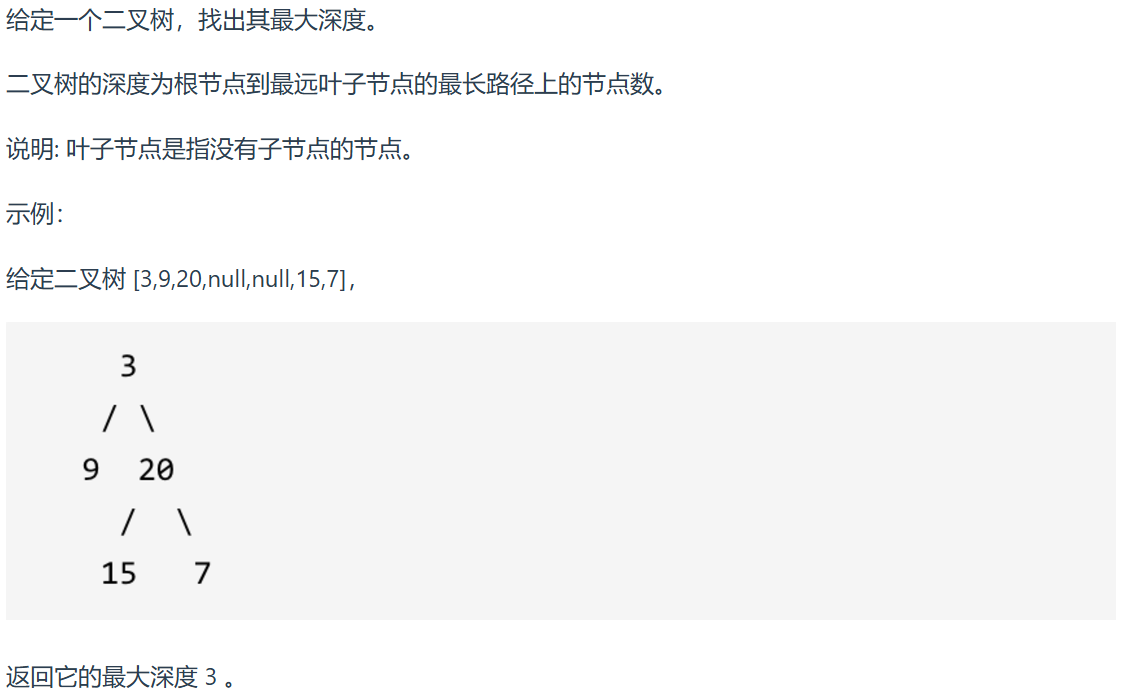 给定一个二叉树，找出其最大深度。
二叉树的深度为根节点到最远叶子节点的最长路径上的节点数。
说明: 叶子节点是指没有子节点的节点。
示例：
给定二叉树 [3,9,20,null,null,15,7]，
3
/ \
9 20
/ \
15 7
返回它的最大深度 3 。